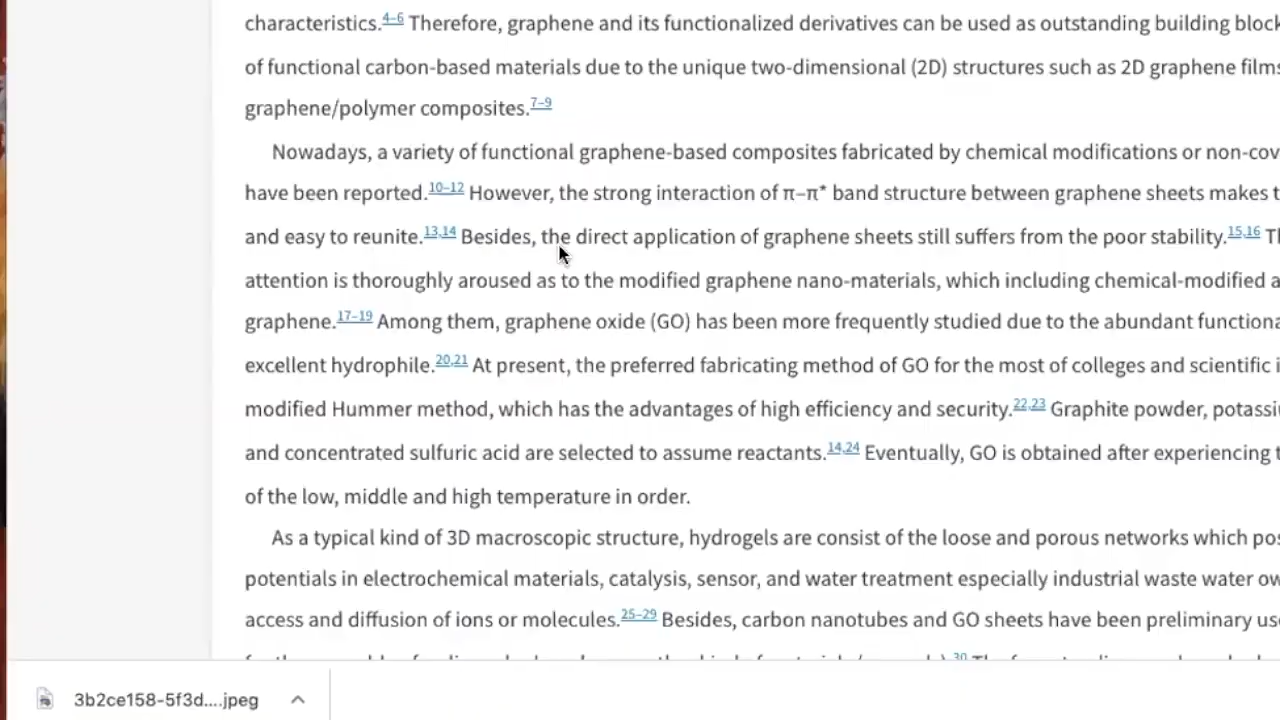 characteristics.4–6 Therefore, graphene and its functionalized derivatives can be used as outstanding building block
of functional carbon-based materials due to the unique two-dimensional (2D) structures such as 2D graphene films
graphene/polymer composites.7–9
Nowadays, a variety of functional graphene-based composites fabricated by chemical modifications or non-cov
have been reported.10–12 However, the strong interaction of π–π* band structure between graphene sheets makes t
and easy to reunite.13,14 Besides, the direct application of graphene sheets still suffers from the poor stability.15,16 Th
attention is thoroughly aroused as to the modified graphene nano-materials, which including chemical-modified a
graphene.17–19 Among them, graphene oxide (GO) has been more frequently studied due to the abundant functiona
excellent hydrophile.20,21 At present, the preferred fabricating method of GO for the most of colleges and scientific i
modified Hummer method, which has the advantages of high efficiency and security.22,23 Graphite powder, potassiu
and concentrated sulfuric acid are selected to assume reactants.14,24 Eventually, GO is obtained after experiencing t
of the low, middle and high temperature in order.
As a typical kind of 3D macroscopic structure, hydrogels are consist of the loose and porous networks which pos
potentials in electrochemical materials, catalysis, sensor, and water treatment especially industrial waste water ow
access and diffusion of ions or molecules.25–29 Besides, carbon nanotubes and GO sheets have been preliminary use
3b2ce158-5f3d....jpeg